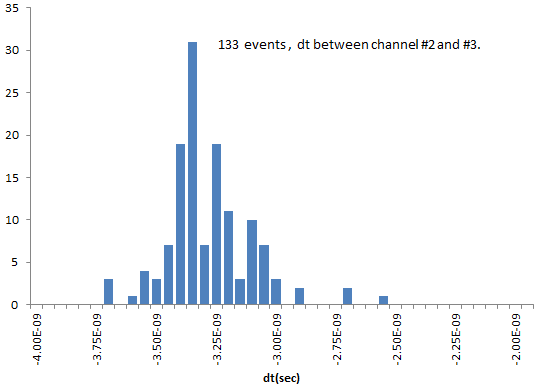 35
30
25
20
15
10
5
0
133 events , dt between channel #2 and #3.
-4.00E-09
-3.75E-09
-3.50E-09
-3.25E-09
-3.00E-09
-2.75E-09
-2.50E-09
-2.25E-09
-2.00E-09
dt(sec)